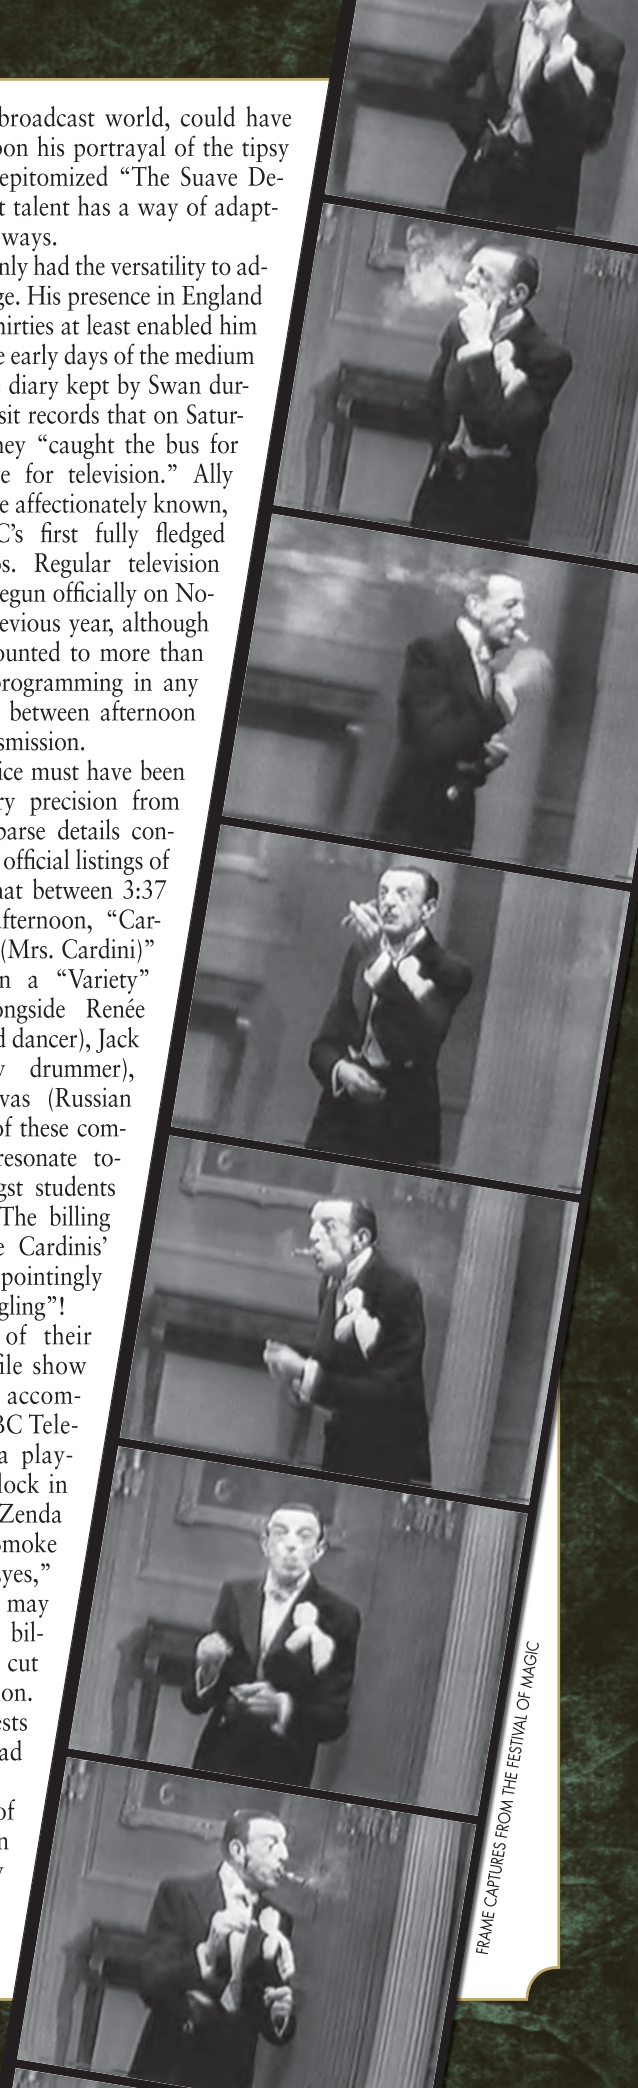 broadcast world, could have
on his portrayal of the tipsy
epitomized “The Suave De-
t talent has a way of adapt-
ways.
nly had the versatility to ad-
ge. His presence in England
hirties at least enabled him
e early days of the medium
diary kept by Swan dur-
sit records that on Satur-
hey “caught the bus for
e for television.” Ally
e affectionately known,
C’s first fully fledged
s. Regular television
egun officially on No-
evious year, although
ounted to more than
programming in any
between afternoon
smission.
ice must have been
ry precision from
parse details con-
official listings of
hat between 3:37
afternoon, “Car-
(Mrs. Cardini)”
n a “Variety”
ongside Renée
d dancer), Jack
y drummer),
vas (Russian
of these com-
resonate to-
gst students
The billing
e Cardinis’
pointingly
gling”!
of their
file show
accom-
BC Tele-
a play-
lock in
Zenda
Smoke
Eyes,”
may
bil-
cut
on.
ests
ad
of
n
y
FRAME CAPTURES FROM THE FESTIVAL OF MAGIC